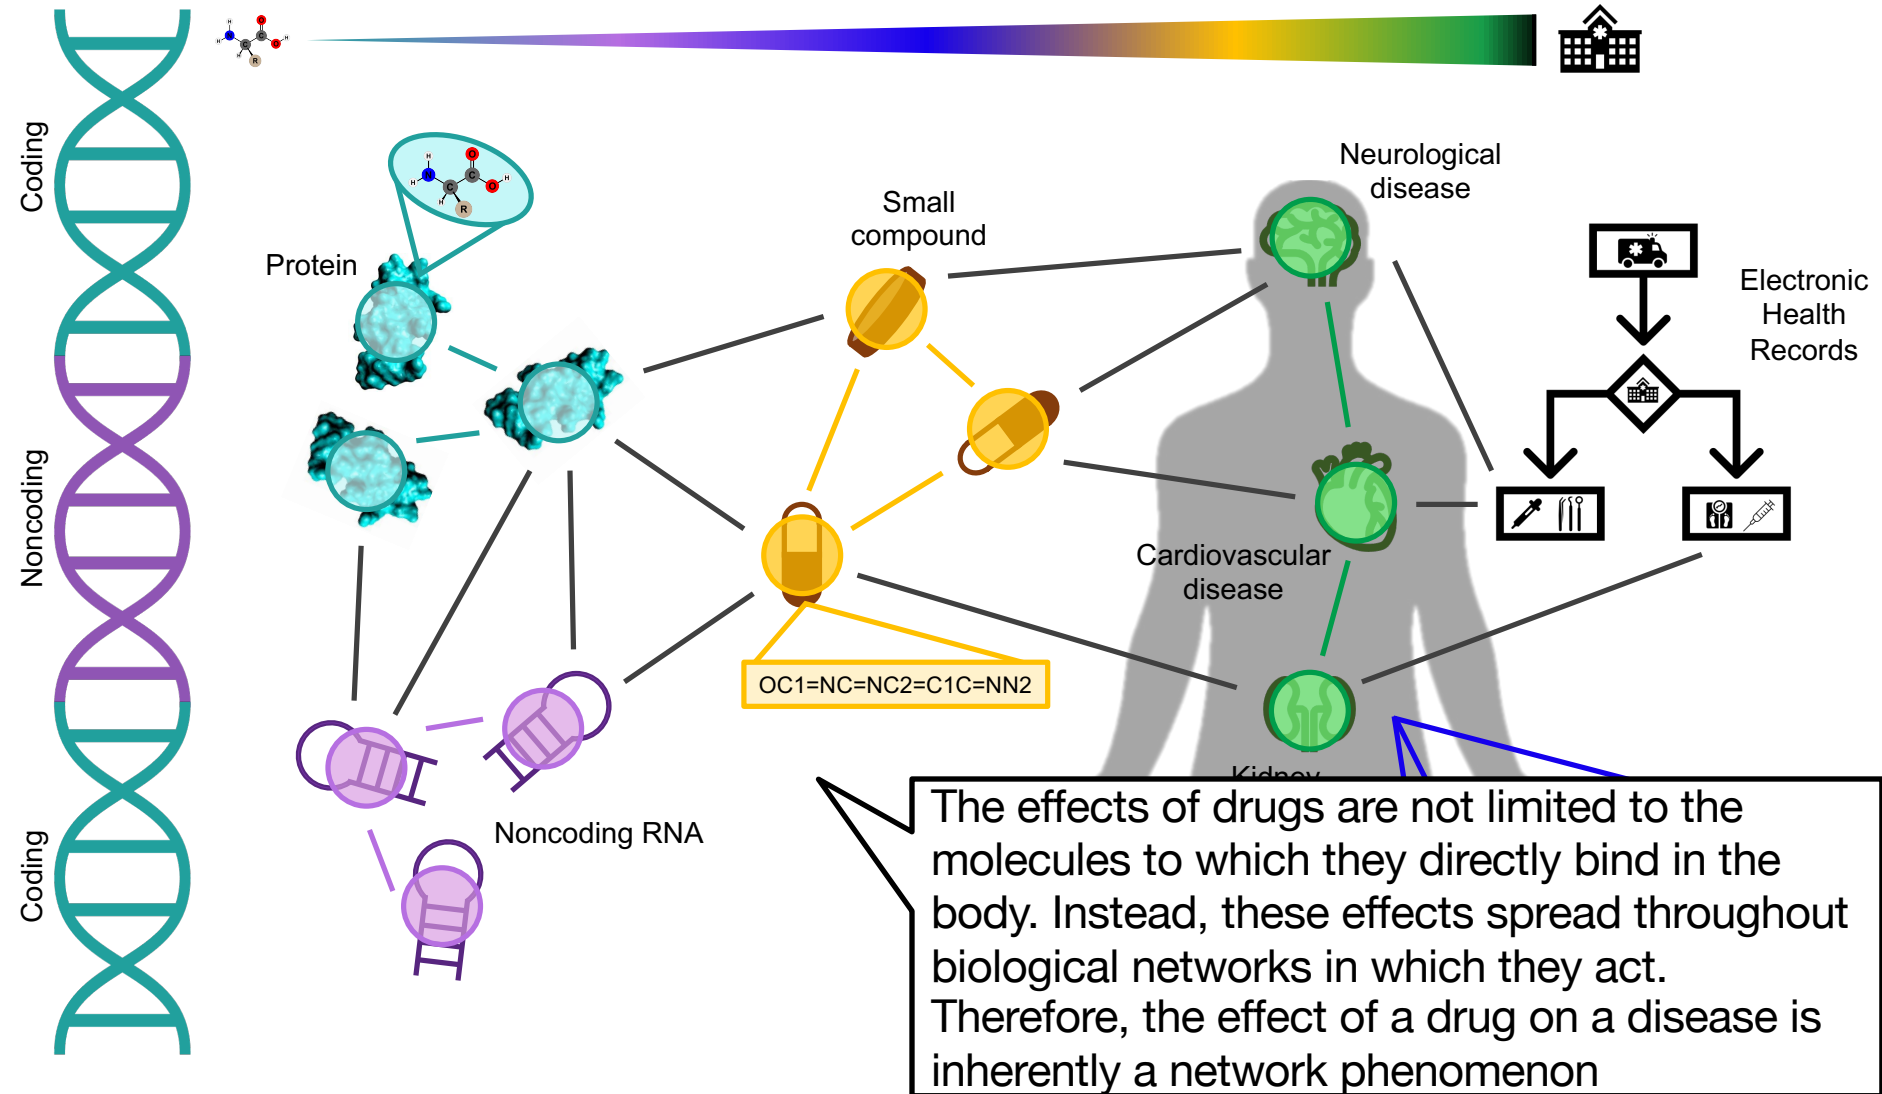 Coding
Noncoding
Coding
H
N
H
C
H
R
C
O
O
H
H
N
H
C
H
R
C
O
O
H
Protein
Small
compound
Neurological
disease
Electronic
Health
Records
Cardiovascular
disease
OC1=NC=NC2=C1C=NN2
Kidney
Noncoding RNA
The effects of drugs are not limited to the
molecules to which they directly bind in the
body. Instead, these effects spread throughout
biological networks in which they act.
Therefore, the effect of a drug on a disease is
inherently a network phenomenon